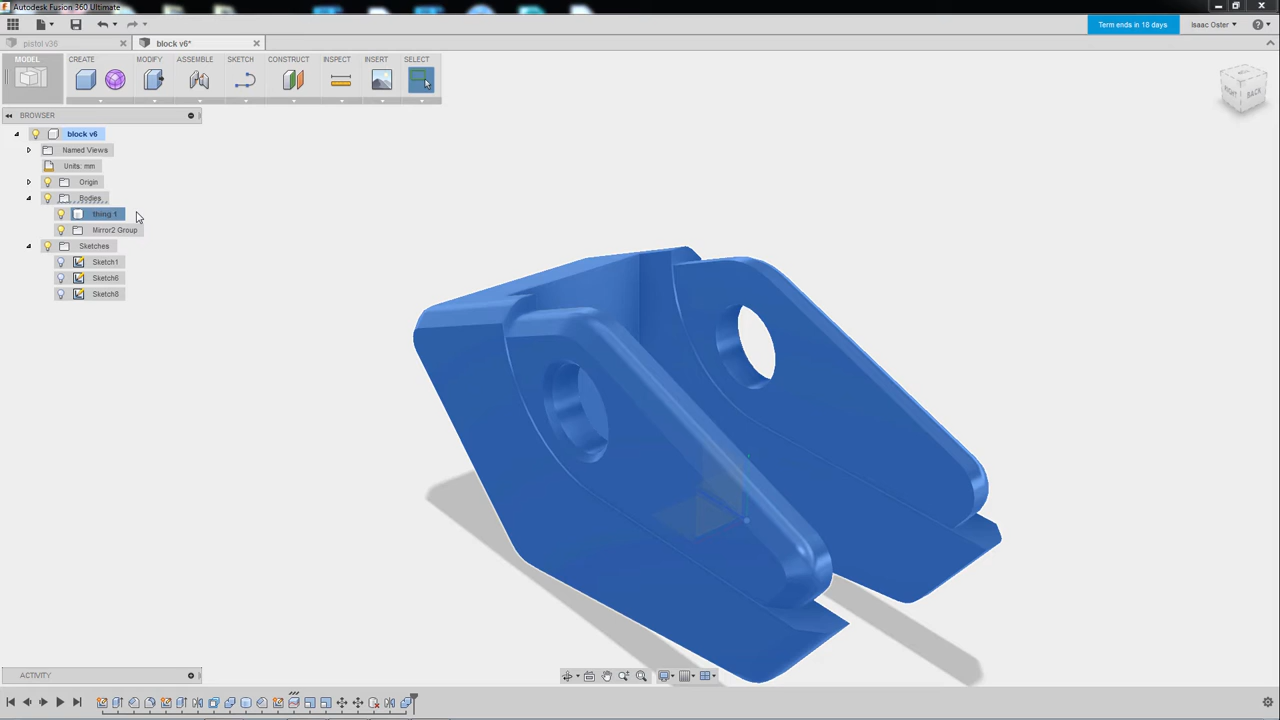 Autodesk Fusion 360 Ultimate
Term ends in 18 days
Isaac Oster
pistol v36
block v6*
MODEL
CREATE
MODIFY
ASSEMBLE
SKETCH
CONSTRUCT
INSPECT
INSERT
SELECT
BROWSER
block v6
Named Views
Units: mm
Origin
Bodies
thing 1
Mirror2 Group
Sketches
Sketch1
Sketch6
Sketch8
RIGHT
BACK
ACTIVITY